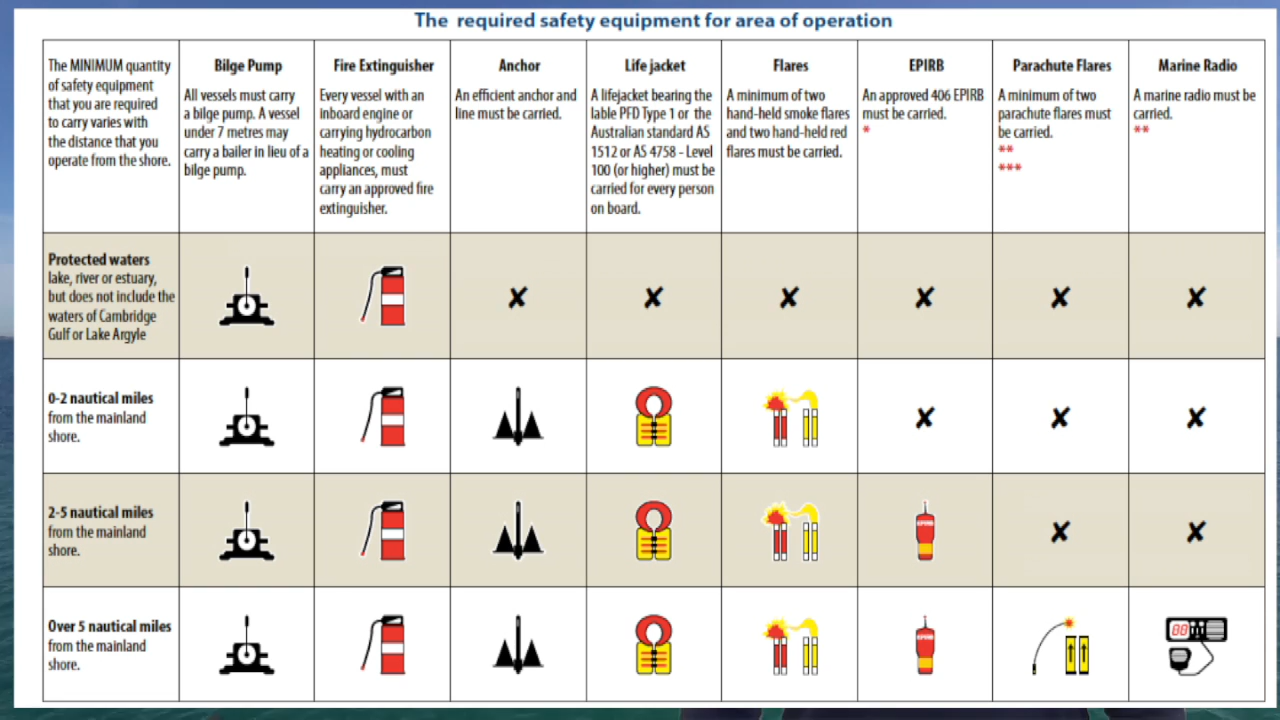 The required safety equipment for area of operation
The MINIMUM quantity
of safety equipment
that you are required
to carry varies with
the distance that you
operate from the shore.
Bilge Pump
All vessels must carry
a bilge pump. A vessel
under 7 metres may
carry a bailer in lieu of a
bilge pump.
Fire Extinguisher
Every vessel with an
inboard engine or
carrying hydrocarbon
heating or cooling
appliances, must
carry an approved fire
extinguisher.
Anchor
An efficient anchor and
line must be carried.
Life jacket
A lifejacket bearing the
lable PFD Type 1 or the
Australian standard AS
1512 or AS 4758 - Level
100 (or higher) must be
carried for every person
on board.
Flares
A minimum of two
hand-held smoke flares
and two hand-held red
flares must be carried.
EPIRB
An approved 406 EPIRB
must be carried.
*
Parachute Flares
A minimum of two
parachute flares must
be carried.
**
***
Marine Radio
A marine radio must be
carried.
**
Protected waters
lake, river or estuary,
but does not include the
waters of Cambridge
Gulf or Lake Argyle
✘ ✘ ✘ ✘ ✘ ✘
0-2 nautical miles
from the mainland
shore.
✘ ✘ ✘
2-5 nautical miles
from the mainland
shore.
EPIRB
✘ ✘
Over 5 nautical miles
from the mainland
shore.
EPIRB
00